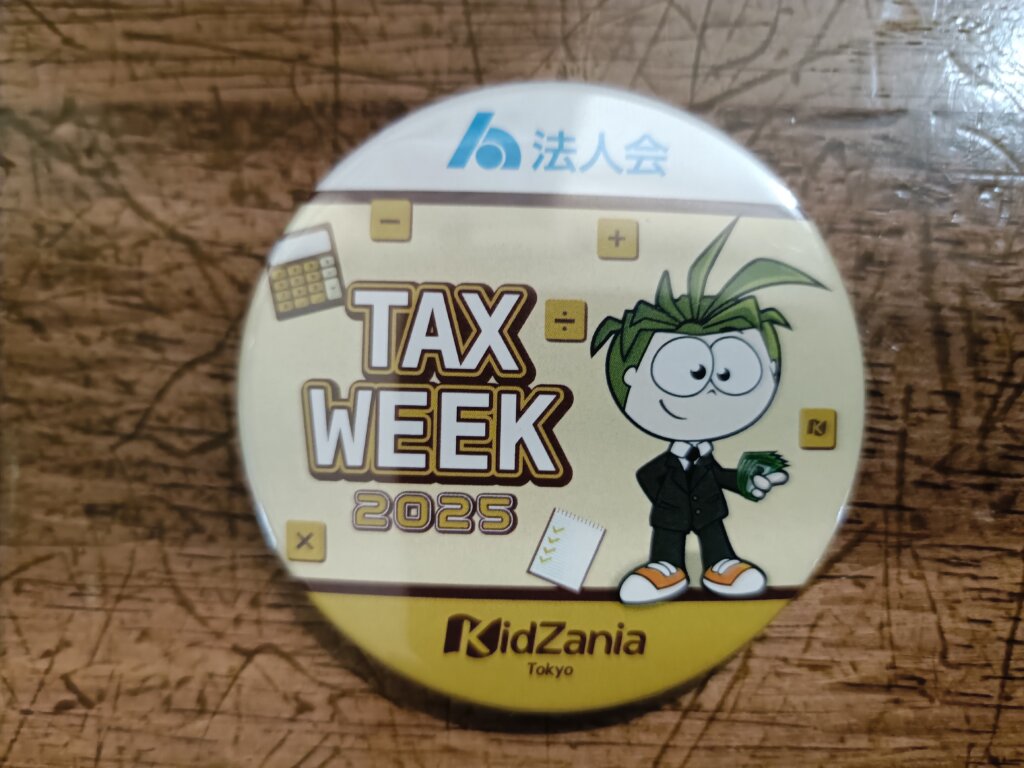 法人会
TAX
WEEK
2025
KidZania
Tokyo